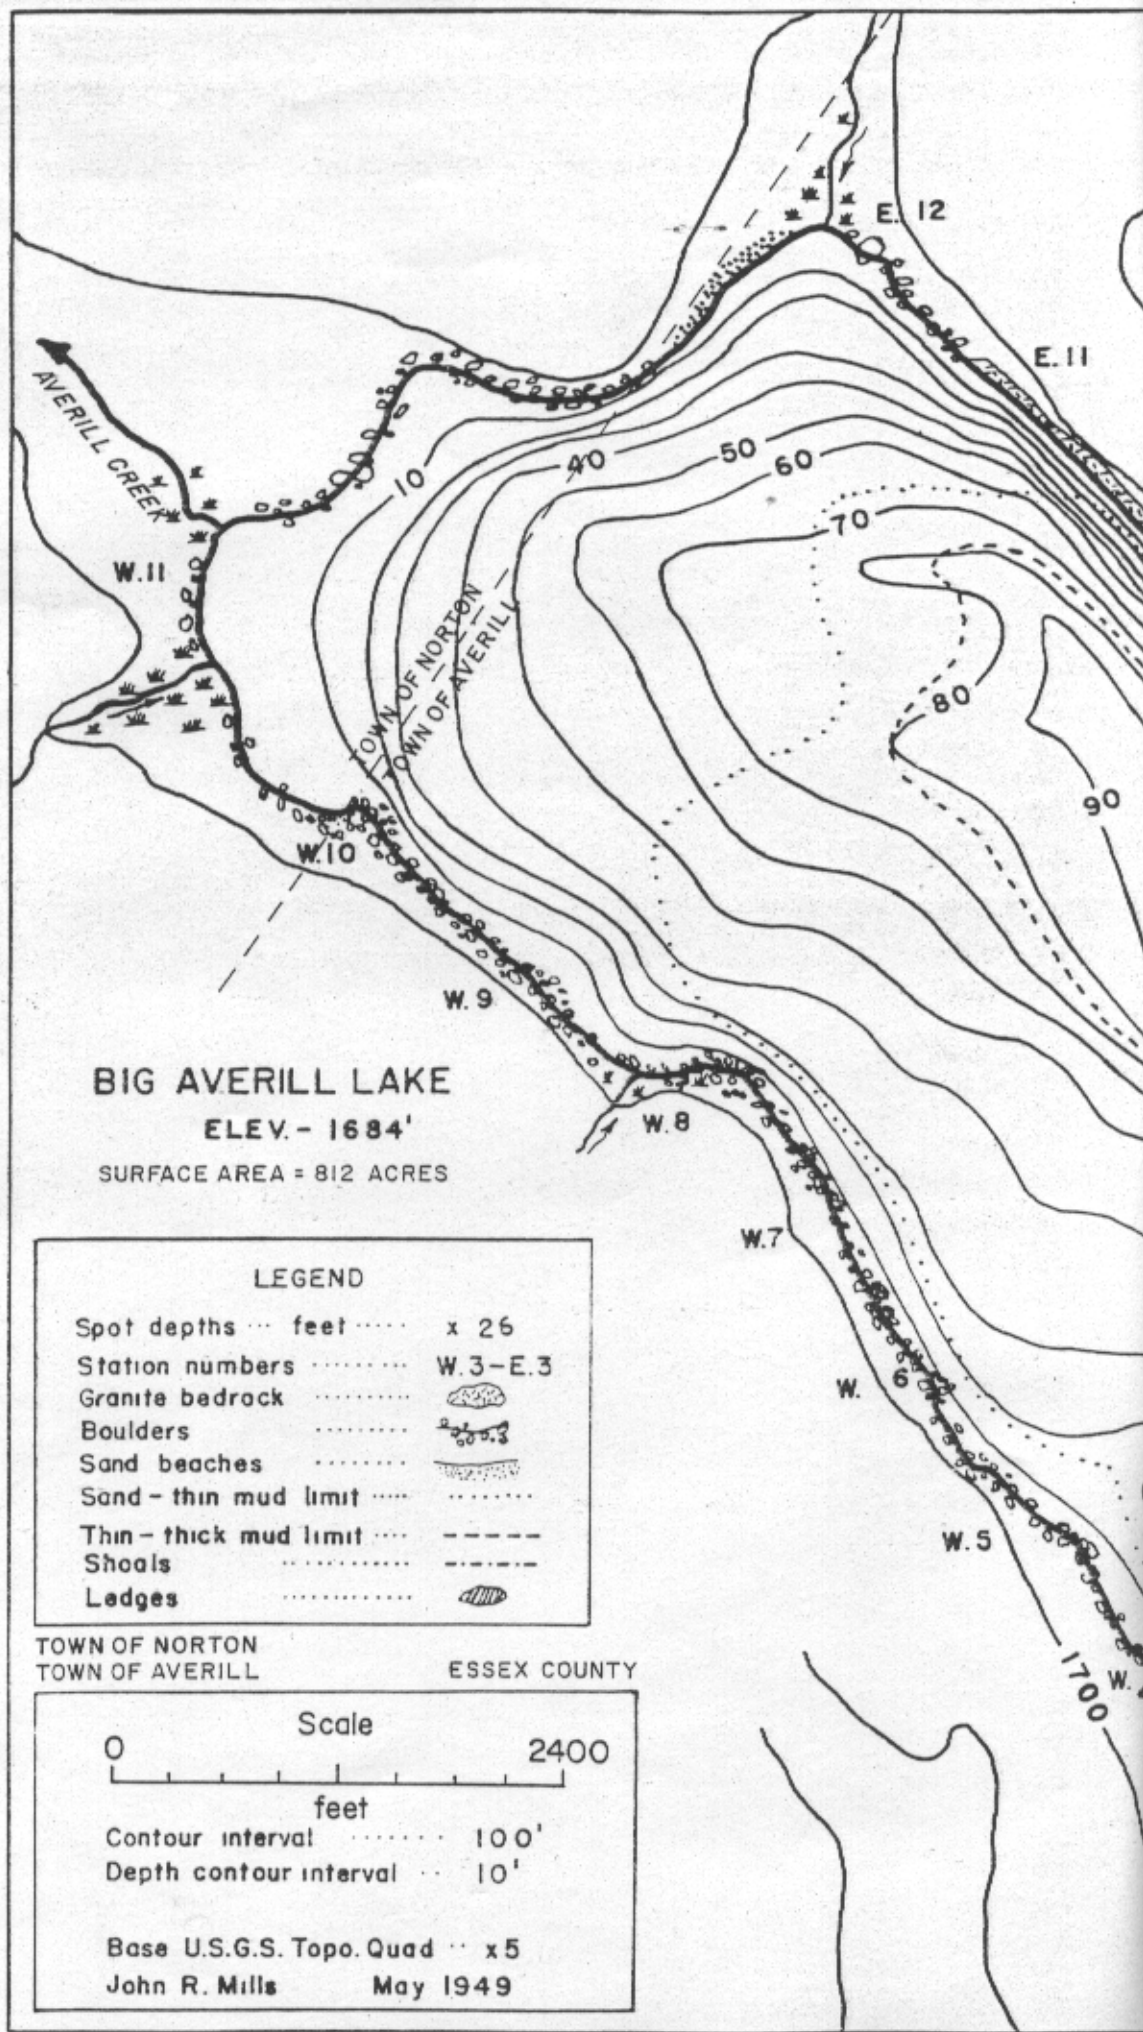 E. 12
E. 11
AVERILL CREEK
10
40
50
60
70
W. 11
TOWN OF NORTON
TOWN OF AVERILL
80
90
W. 10
W. 9
BIG AVERILL LAKE
ELEV. - 1684'
SURFACE AREA = 812 ACRES
W. 8
W. 7
W. 6
W. 5
W.
1700
LEGEND
Spot depths ... feet ..... x 26
Station numbers ......... W.3-E.3
Granite bedrock .........
Boulders .........
Sand beaches .........
Sand - thin mud limit .....
Thin - thick mud limit ....
Shoals ............
Ledges ............
TOWN OF NORTON
TOWN OF AVERILL ESSEX COUNTY
Scale
0 2400
feet
Contour interval ....... 100'
Depth contour interval .. 10'
Base U.S.G.S. Topo. Quad .. x5
John R. Mills May 1949